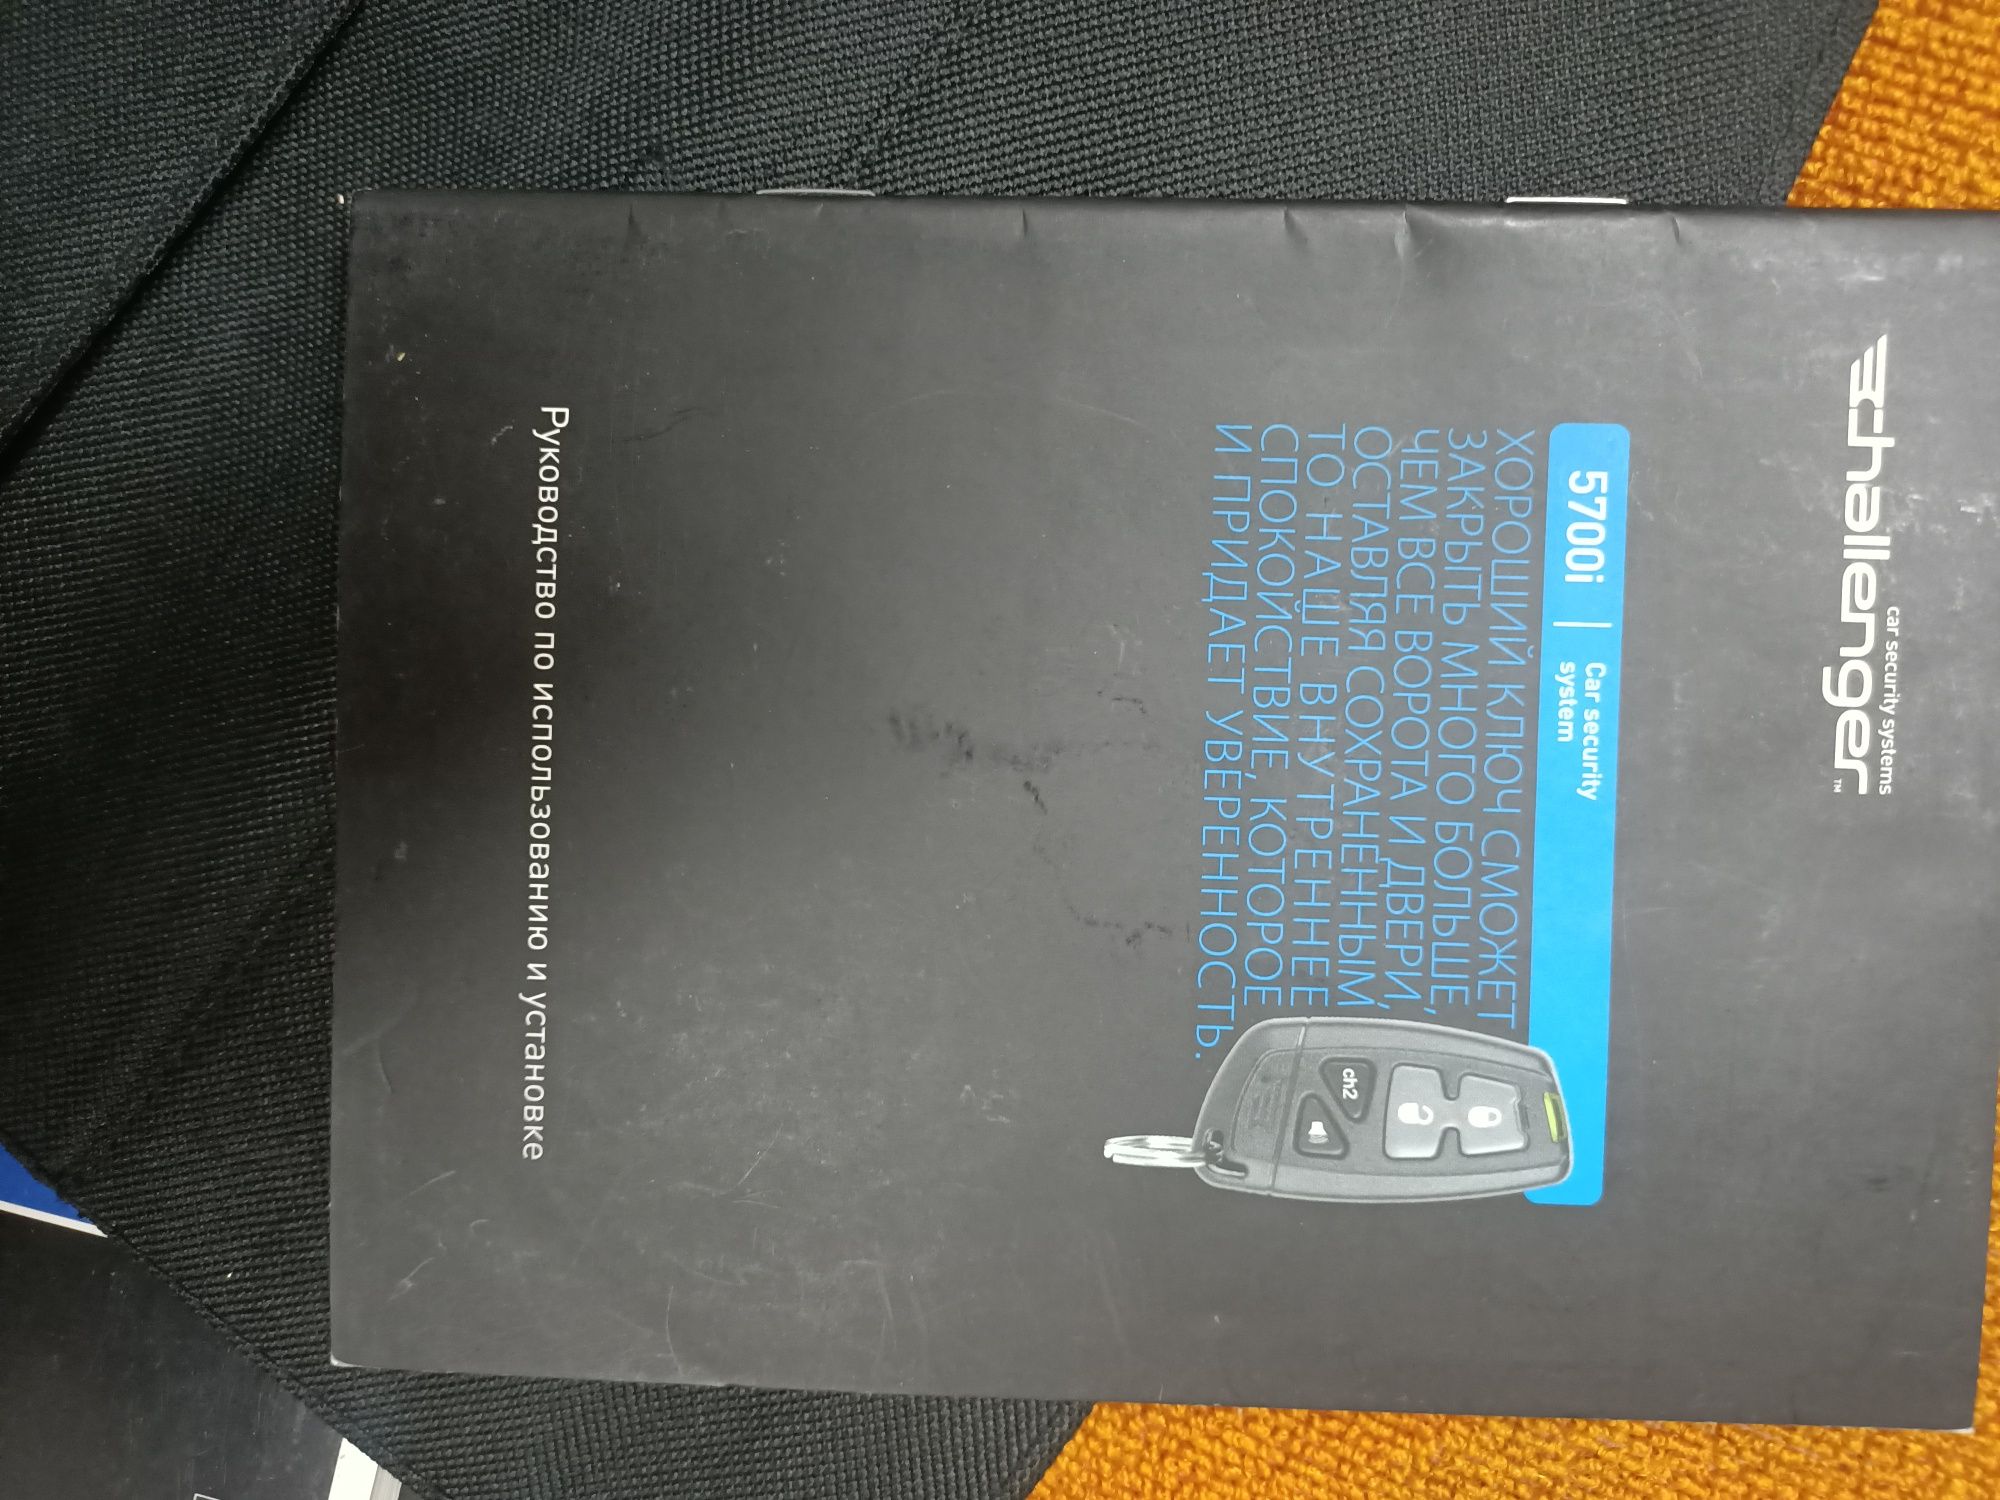 challenger™
car security systems
5700i | Car security
system
ХОРОШИЙ КЛЮЧ СМОЖЕТ
ЗАКРЫТЬ МНОГО БОЛЬШЕ,
ЧЕМ ВСЕ ВОРОТА И ДВЕРИ,
ОСТАВЛЯЯ СОХРАНЕННЫМ
ТО НАШЕ ВНУТРЕННЕЕ
СПОКОЙСТВИЕ, КОТОРОЕ
И ПРИДАЕТ УВЕРЕННОСТЬ.
ch2
Руководство по использованию и установке